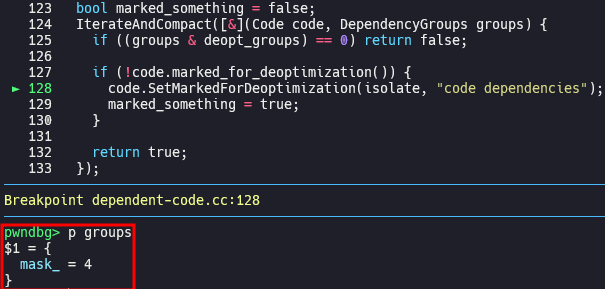 123 bool marked_something = false;
124 IterateAndCompact([&](Code code, DependencyGroups groups) {
125 if ((groups & deopt_groups) == 0) return false;
126
127 if (!code.marked_for_deoptimization()) {
► 128 code.SetMarkedForDeoptimization(isolate, "code dependencies");
129 marked_something = true;
130 }
131
132 return true;
133 });
Breakpoint dependent-code.cc:128
pwndbg> p groups
$1 = {
mask_ = 4
}